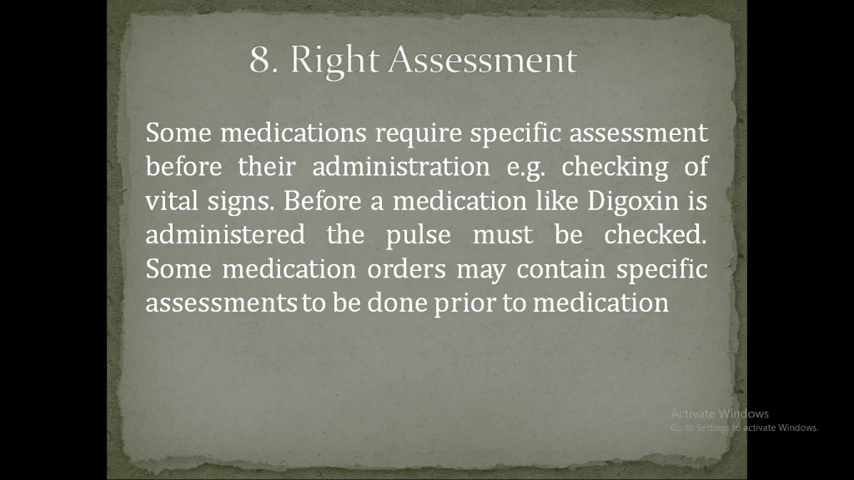 8. Right Assessment
Some medications require specific assessment
before their administration e.g. checking of
vital signs. Before a medication like Digoxin is
administered the pulse must be checked.
Some medication orders may contain specific
assessments to be done prior to medication
Activate Windows
Go to Settings to activate Windows.